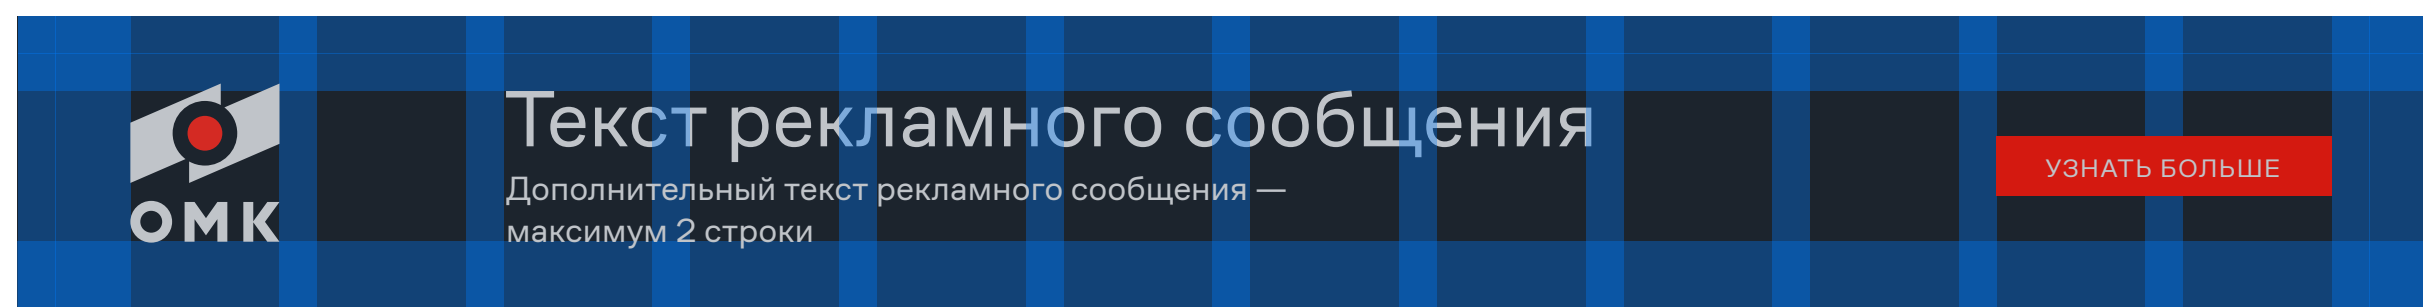 ОМК
Текст рекламного сообщения
Дополнительный текст рекламного сообщения —
максимум 2 строки
УЗНАТЬ БОЛЬШЕ